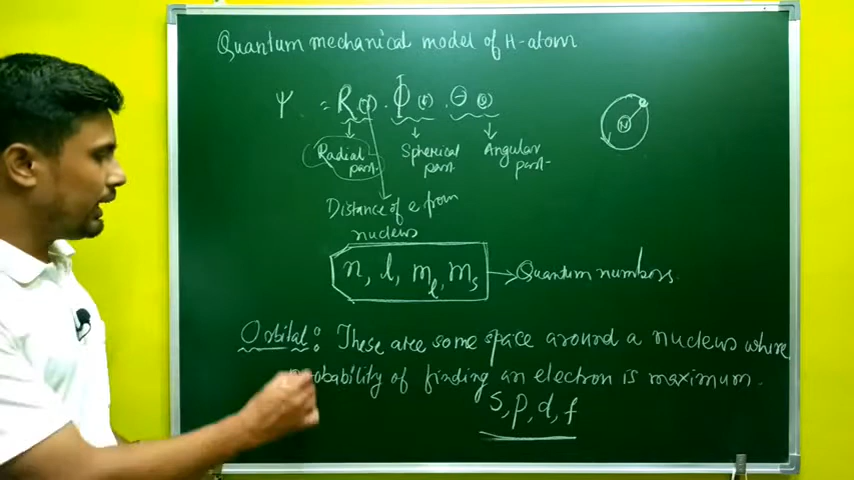 Quantum mechanical model of H-atom
Ψ = R(r) . Φ(φ) . Θ(θ)
Radial part
Spherical part
Angular part
N
Distance of e from nucleus
n, l, m_l, m_s → Quantum numbers
Orbital: These are some space around a nucleus where
probability of finding an electron is maximum.
s, p, d, f